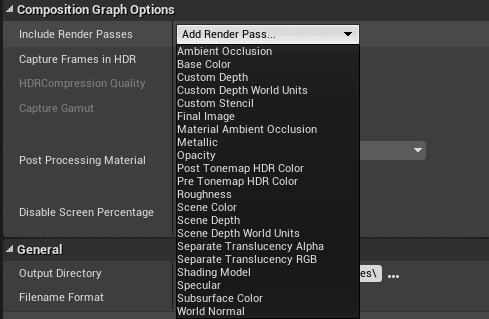 Composition Graph Options
Include Render Passes
Add Render Pass...
Ambient Occlusion
Base Color
Custom Depth
Custom Depth World Units
Custom Stencil
Final Image
Material Ambient Occlusion
Metallic
Opacity
Post Tonemap HDR Color
Pre Tonemap HDR Color
Roughness
Scene Color
Scene Depth
Scene Depth World Units
Separate Translucency Alpha
Separate Translucency RGB
Shading Model
Specular
Subsurface Color
World Normal
Capture Frames in HDR
HDRCompression Quality
Capture Gamut
Post Processing Material
Disable Screen Percentage
General
Output Directory
es\ ...
Filename Format